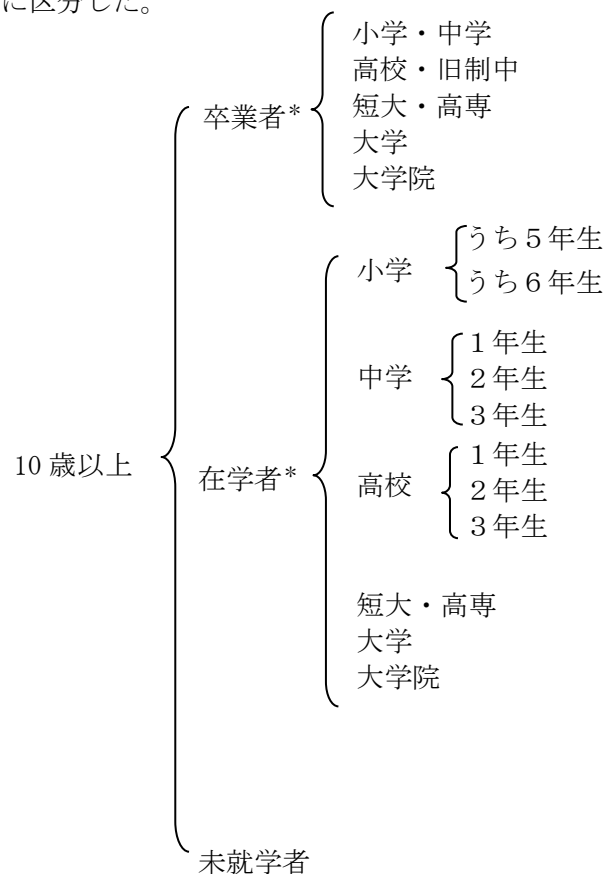 に区分した。
小学・中学
高校・旧制中
卒業者* 短大・高専
大学
大学院
小学 うち５年生
うち６年生
中学 １年生
２年生
３年生
10 歳以上 在学者* 高校 １年生
２年生
３年生
短大・高専
大学
大学院
未就学者